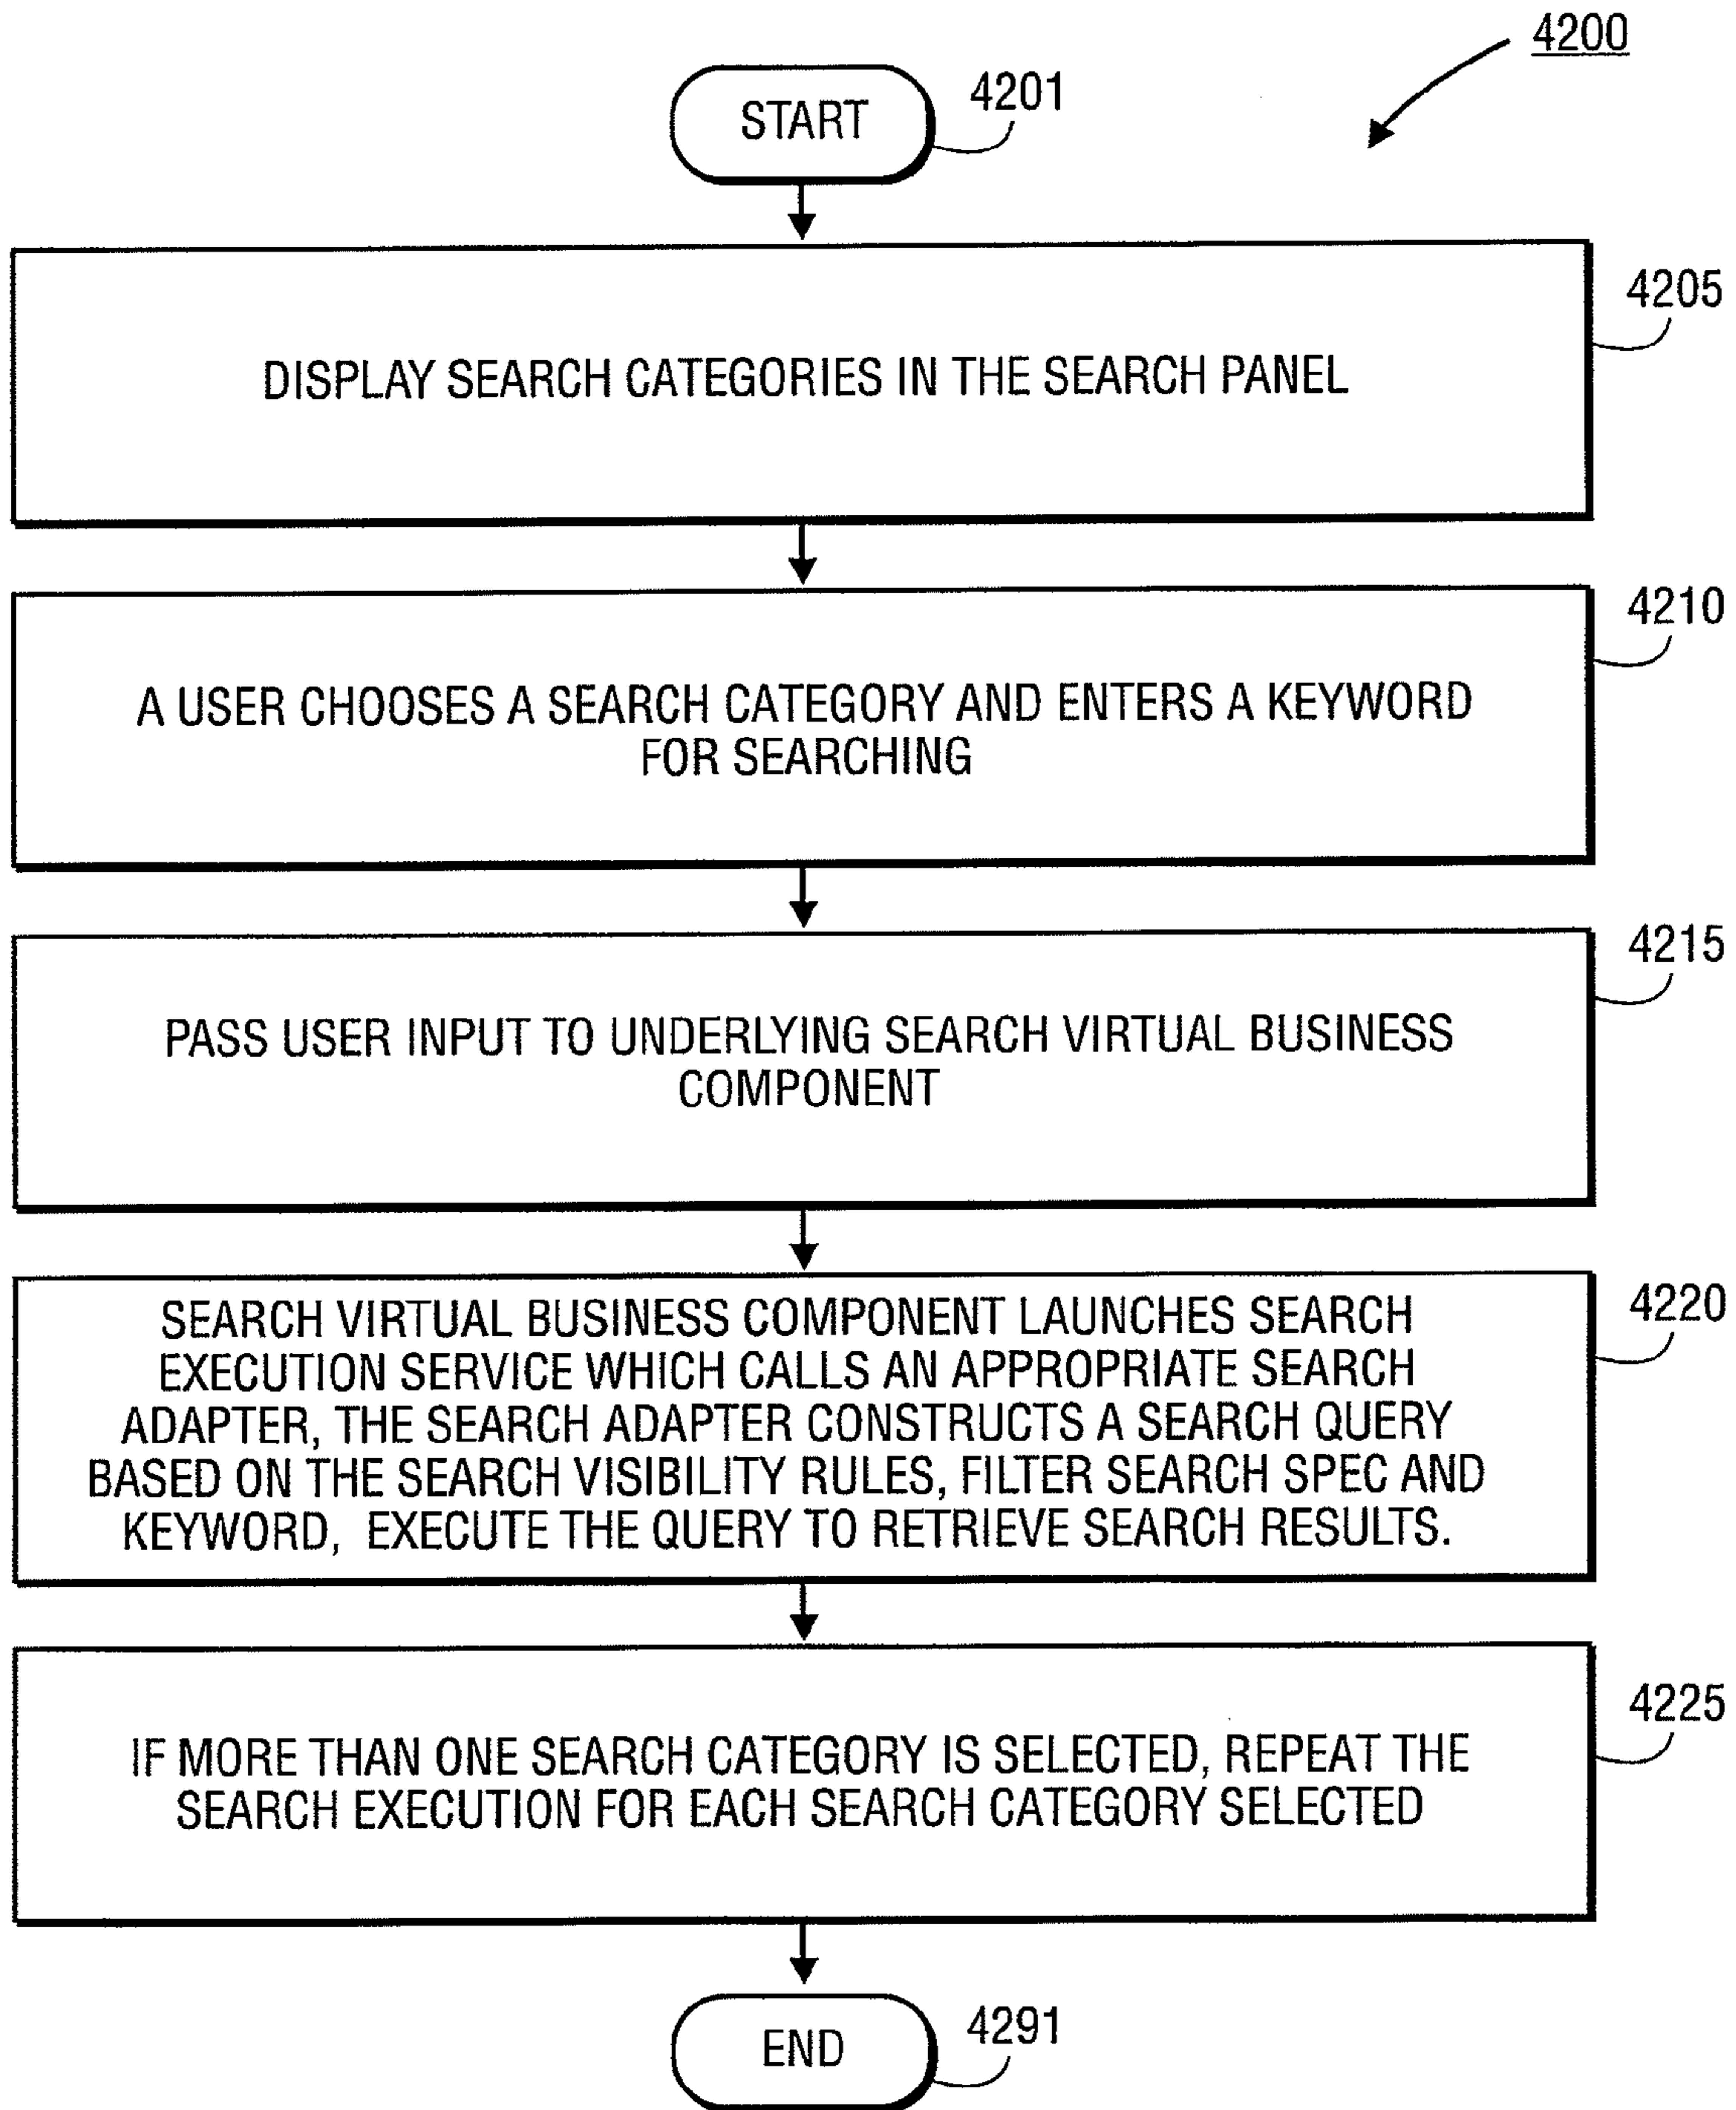 4200
START
4201
DISPLAY SEARCH CATEGORIES IN THE SEARCH PANEL
4205
A USER CHOOSES A SEARCH CATEGORY AND ENTERS A KEYWORD
FOR SEARCHING
4210
PASS USER INPUT TO UNDERLYING SEARCH VIRTUAL BUSINESS
COMPONENT
4215
SEARCH VIRTUAL BUSINESS COMPONENT LAUNCHES SEARCH
EXECUTION SERVICE WHICH CALLS AN APPROPRIATE SEARCH
ADAPTER, THE SEARCH ADAPTER CONSTRUCTS A SEARCH QUERY
BASED ON THE SEARCH VISIBILITY RULES, FILTER SEARCH SPEC AND
KEYWORD, EXECUTE THE QUERY TO RETRIEVE SEARCH RESULTS.
4220
IF MORE THAN ONE SEARCH CATEGORY IS SELECTED, REPEAT THE
SEARCH EXECUTION FOR EACH SEARCH CATEGORY SELECTED
4225
END
4291